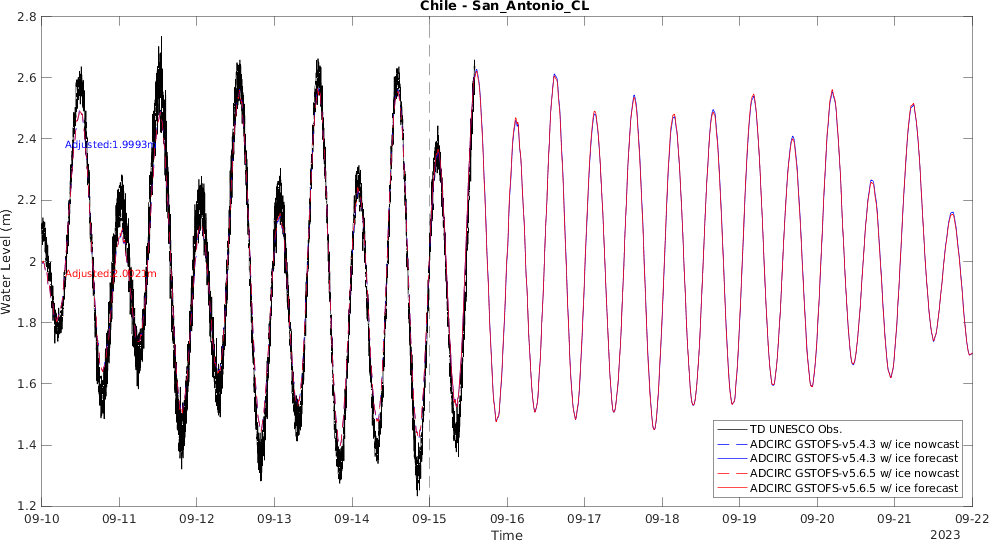 Chile - San_Antonio_CL
2.8
2.6
2.4
2.2
2
1.8
1.6
1.4
1.2
Water Level (m)
Adjusted:1.9993m
Adjusted:2.0021m
TD UNESCO Obs.
ADCIRC GSTOFS-v5.4.3 w/ ice nowcast
ADCIRC GSTOFS-v5.4.3 w/ ice forecast
ADCIRC GSTOFS-v5.6.5 w/ ice nowcast
ADCIRC GSTOFS-v5.6.5 w/ ice forecast
09-10 09-11 09-12 09-13 09-14 09-15 09-16 09-17 09-18 09-19 09-20 09-21 09-22
Time
2023